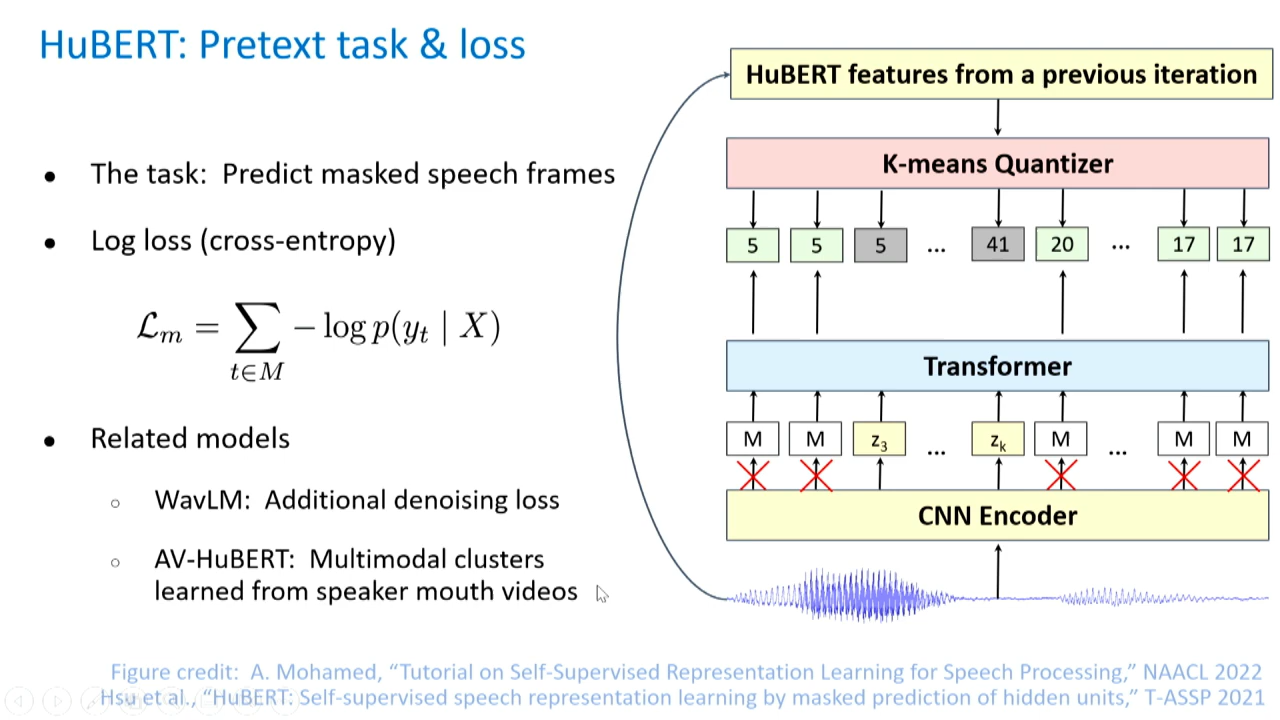 HuBERT: Pretext task & loss
● The task: Predict masked speech frames
● Log loss (cross-entropy)
ℒₘ = ∑ − log p(yₜ | X)
t∈M
● Related models
○ WavLM: Additional denoising loss
○ AV-HuBERT: Multimodal clusters
learned from speaker mouth videos
HuBERT features from a previous iteration
K-means Quantizer
5 5 5 ... 41 20 ... 17 17
Transformer
M M z₃ ... zₖ M ... M M
CNN Encoder
Figure credit: A. Mohamed, “Tutorial on Self-Supervised Representation Learning for Speech Processing,” NAACL 2022
Hsu et al., “HuBERT: Self-supervised speech representation learning by masked prediction of hidden units,” T-ASSP 2021